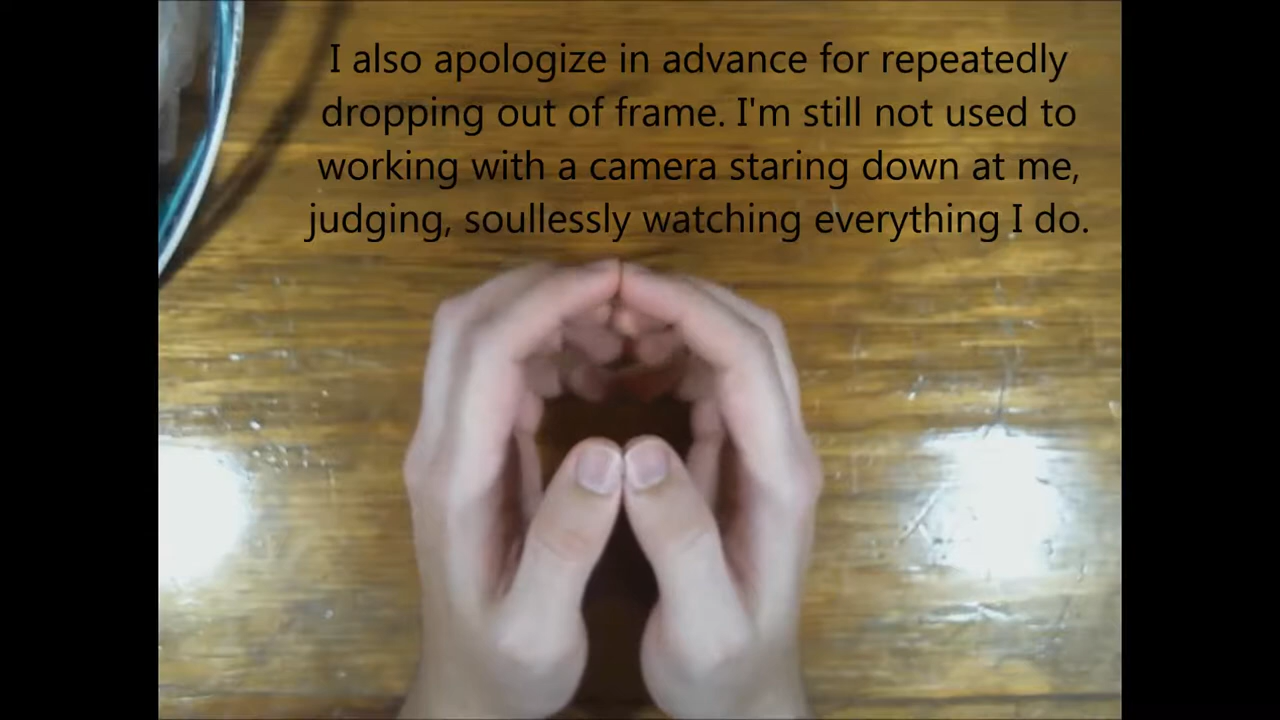 I also apologize in advance for repeatedly
dropping out of frame. I'm still not used to
working with a camera staring down at me,
judging, soullessly watching everything I do.